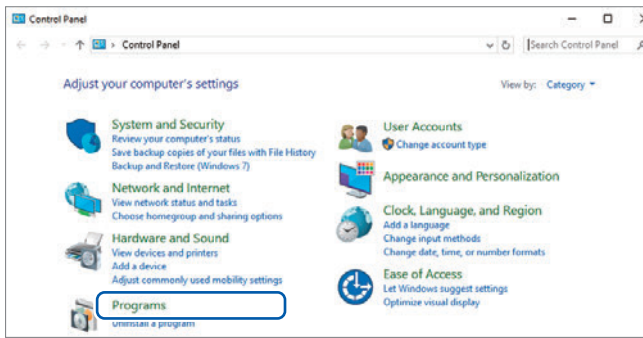 Control Panel
Control Panel
Search Control Panel
Adjust your computer's settings
View by: Category
System and Security
Review your computer's status
Save backup copies of your files with File History
Backup and Restore (Windows 7)
Network and Internet
View network status and tasks
Choose homegroup and sharing options
Hardware and Sound
View devices and printers
Add a device
Adjust commonly used mobility settings
Programs
Uninstall a program
User Accounts
Change account type
Appearance and Personalization
Clock, Language, and Region
Add a language
Change input methods
Change date, time, or number formats
Ease of Access
Let Windows suggest settings
Optimize visual display